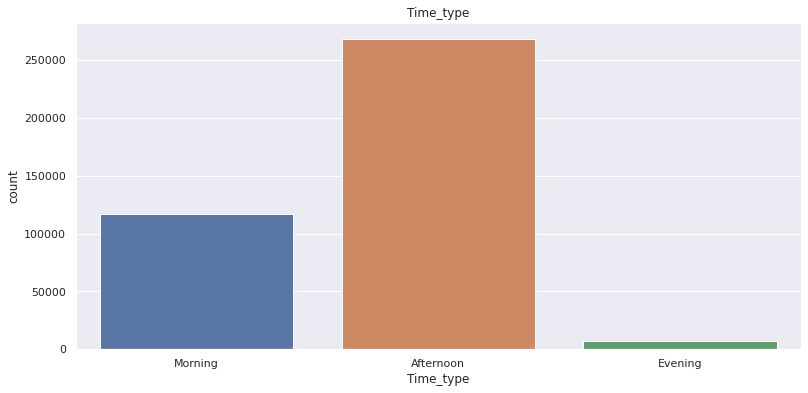 Time_type
count
250000
200000
150000
100000
50000
0
Morning Afternoon Evening
Time_type